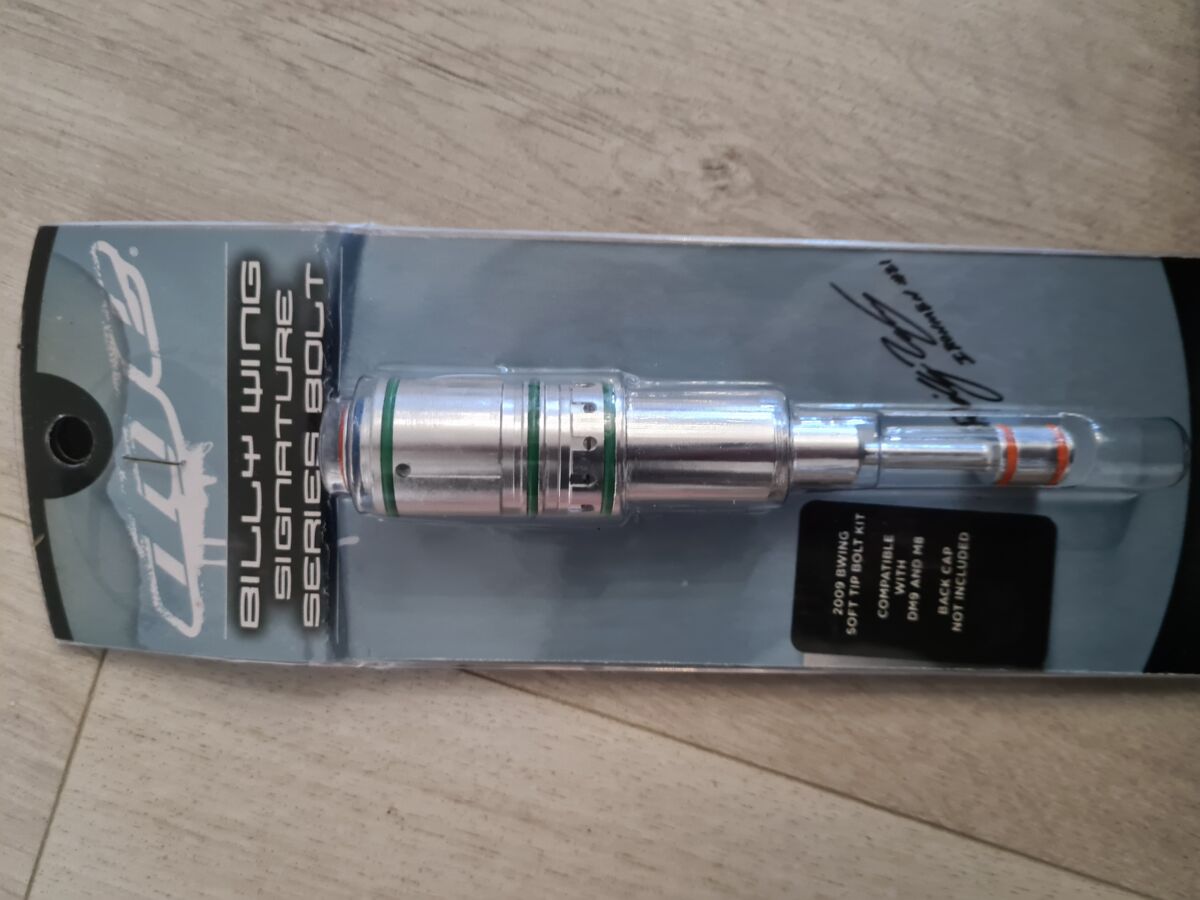 BILLY WING
SIGNATURE
SERIES BOLT
2009 BWING
SOFT TIP BOLT KIT
COMPATIBLE
WITH
DM9 AND M8
BACK CAP
NOT INCLUDED